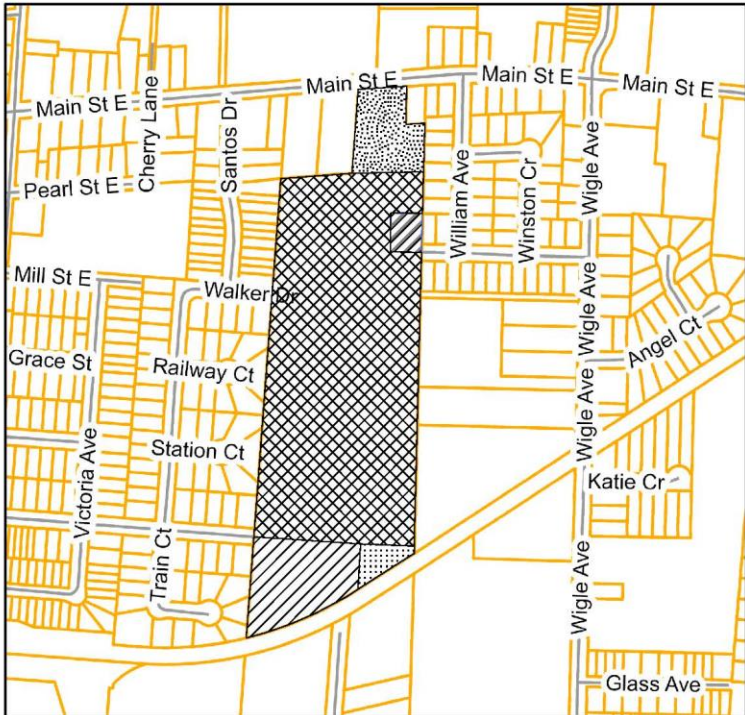 Main St E
Main St E
Main St E
Main St E
Cherry Lane
Santos Dr
Pearl St E
William Ave
Winston Cr
Wigle Ave
Mill St E
Walker Dr
Wigle Ave
Angel Ct
Grace St
Railway Ct
Station Ct
Wigle Ave
Victoria Ave
Katie Cr
Train Ct
Wigle Ave
Glass Ave